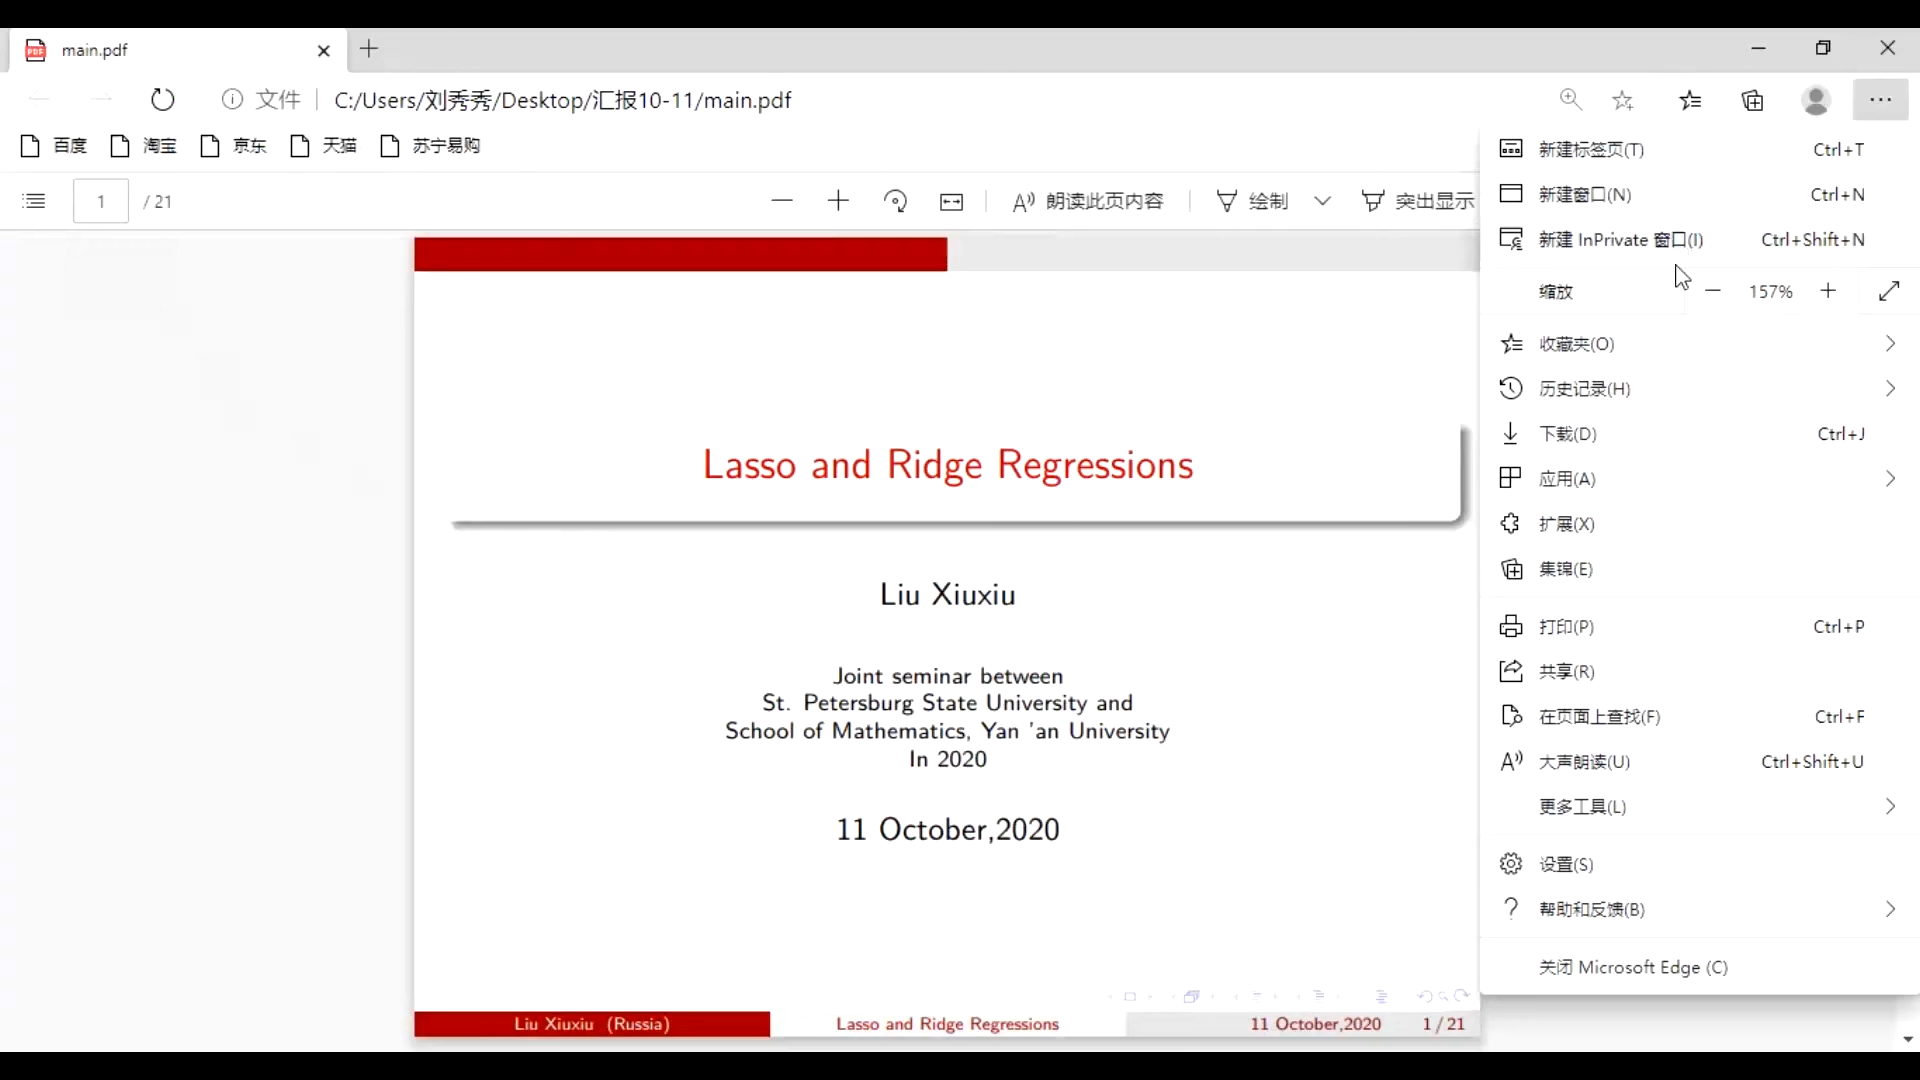 main.pdf
文件 C:/Users/刘秀秀/Desktop/汇报10-11/main.pdf
百度 淘宝 京东 天猫 苏宁易购
1 / 21 朗读此页内容 绘制 突出显示
新建标签页(T) Ctrl+T
新建窗口(N) Ctrl+N
新建 InPrivate 窗口(I) Ctrl+Shift+N
缩放 157%
收藏夹(O)
历史记录(H)
下载(D) Ctrl+J
应用(A)
扩展(X)
集锦(E)
打印(P) Ctrl+P
共享(R)
在页面上查找(F) Ctrl+F
大声朗读(U) Ctrl+Shift+U
更多工具(L)
设置(S)
帮助和反馈(B)
关闭 Microsoft Edge (C)
Lasso and Ridge Regressions
Liu Xiuxiu
Joint seminar between
St. Petersburg State University and
School of Mathematics, Yan 'an University
In 2020
11 October,2020
Liu Xiuxiu (Russia) Lasso and Ridge Regressions 11 October,2020 1 / 21